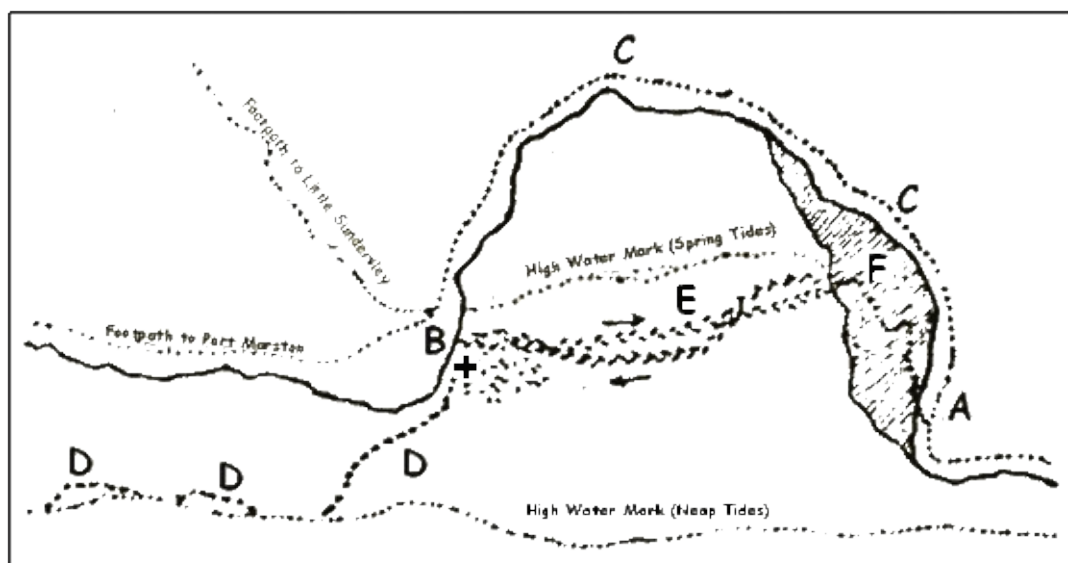 C
Footpath to Little Sundersley
C
High Water Mark (Spring Tides)
F
E
B
Footpath to Port Marston
+
A
D
D
D
High Water Mark (Neap Tides)